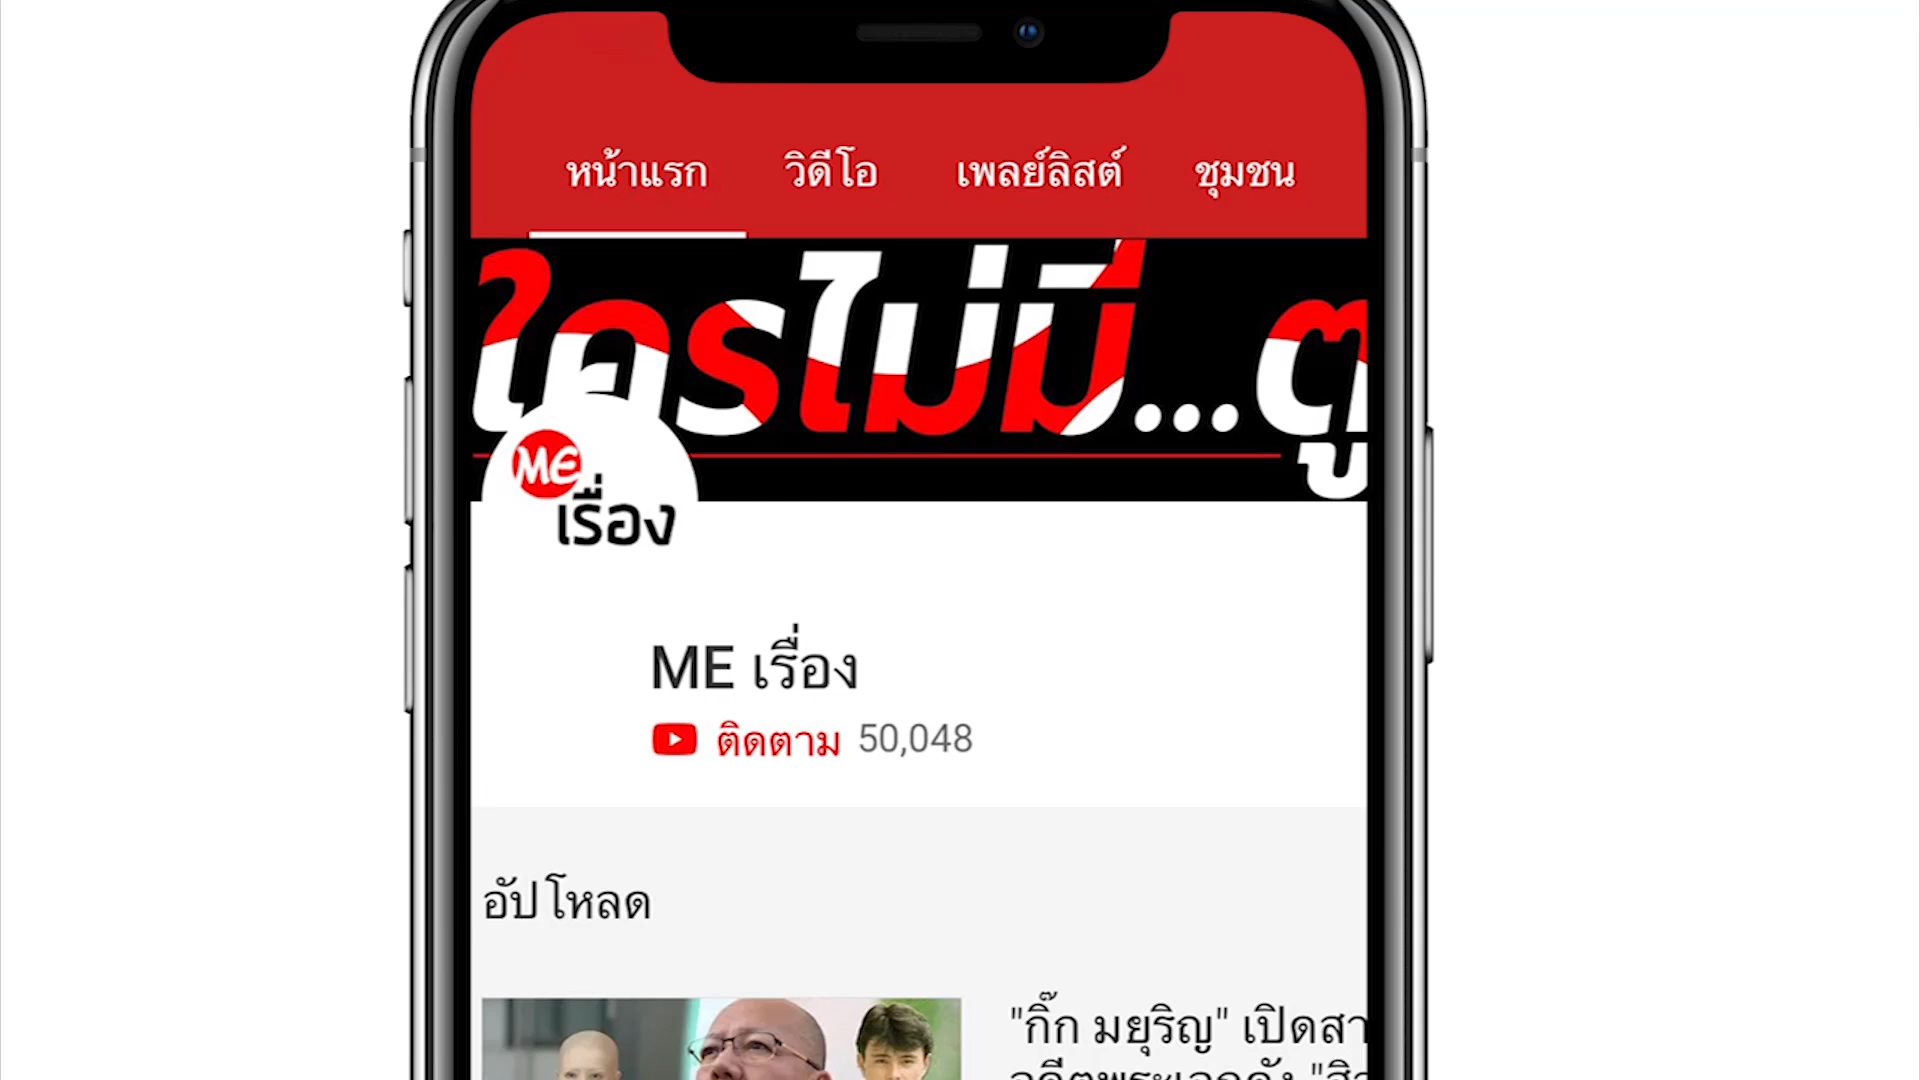 หน้าแรก วิดีโอ เพลย์ลิสต์ ชุมชน
ใครไม่มี...ตู
ME
เรื่อง
ME เรื่อง
ติดตาม 50,048
อัปโหลด
"กิ๊ก มยุริญ" เปิดสา